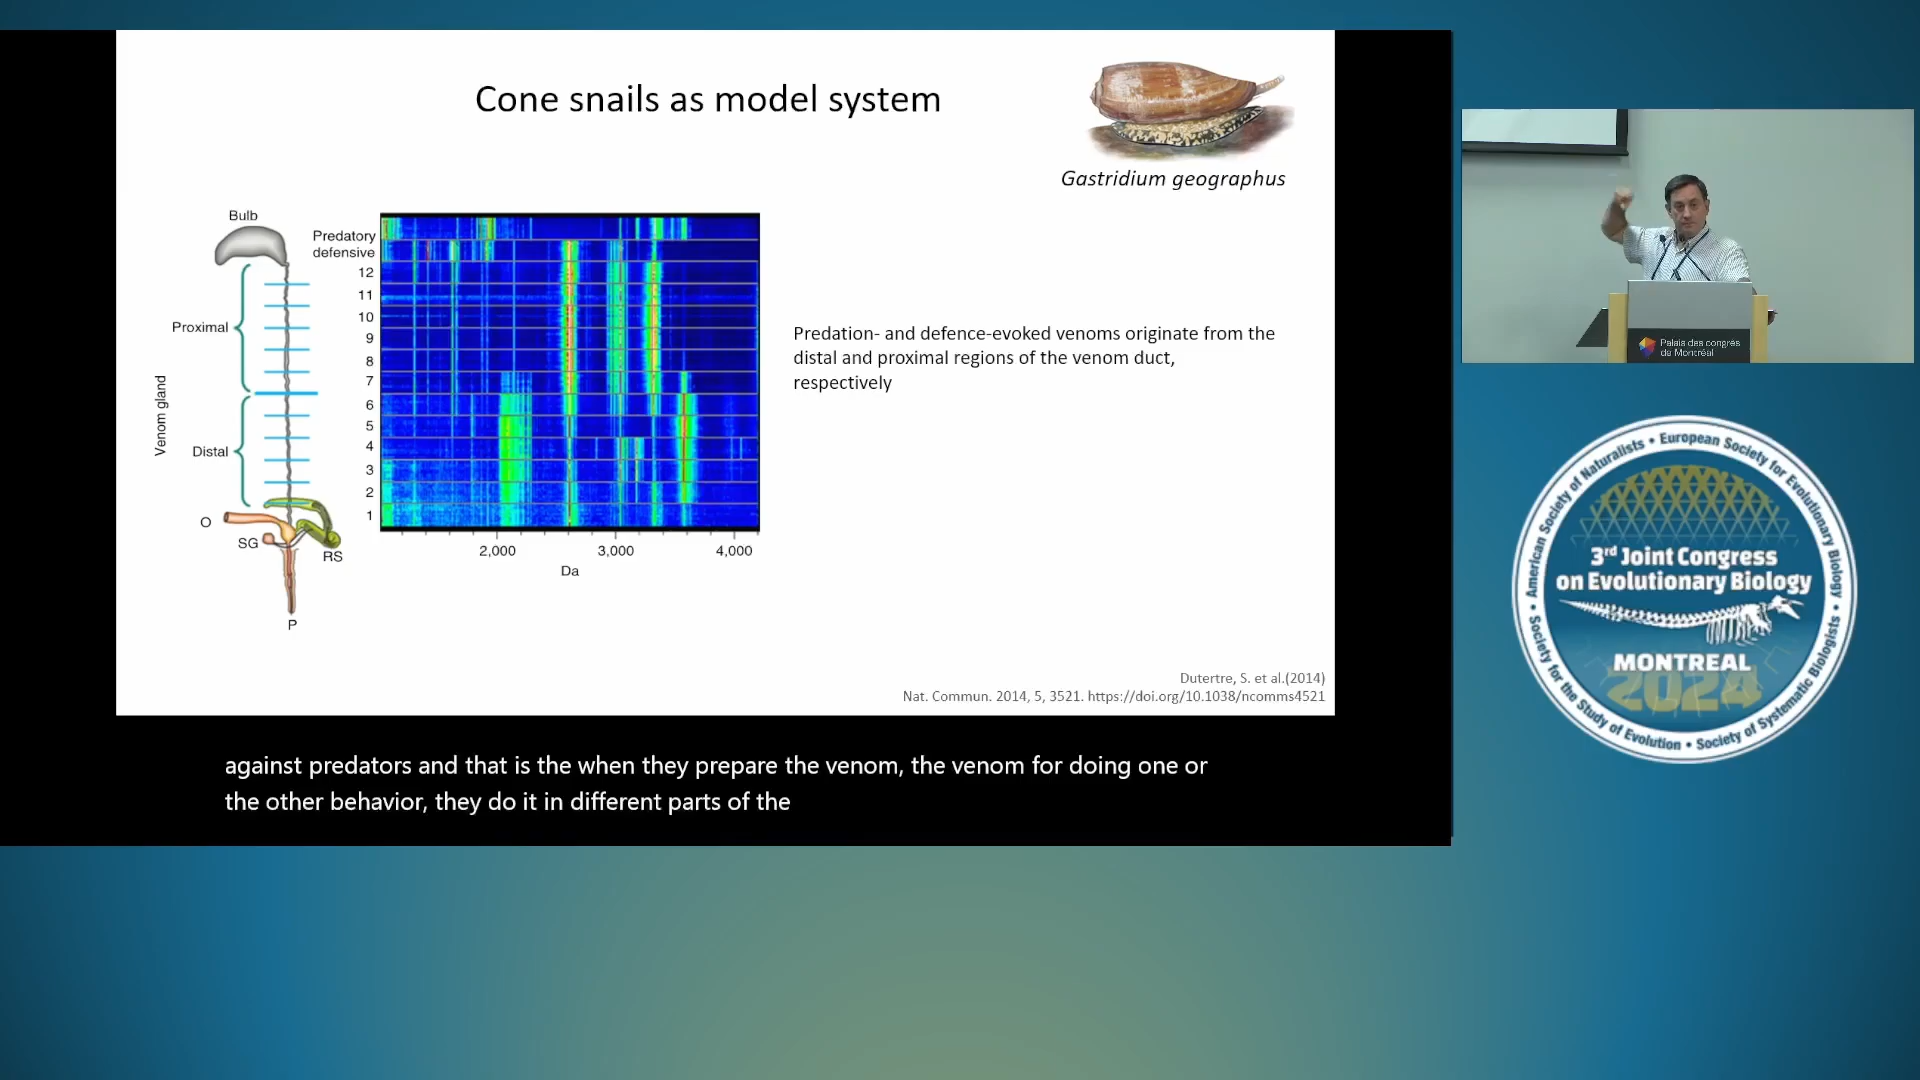 Cone snails as model system
Gastridium geographus
Bulb
Proximal
Venom gland
Distal
O
SG
RS
P
Predatory
defensive
12
11
10
9
8
7
6
5
4
3
2
1
2,000
3,000
4,000
Da
Predation- and defence-evoked venoms originate from the
distal and proximal regions of the venom duct,
respectively
Dutertre, S. et al.(2014)
Nat. Commun. 2014, 5, 3521. https://doi.org/10.1038/ncomms4521
against predators and that is the when they prepare the venom, the venom for doing one or
the other behavior, they do it in different parts of the
Palais des congrès
de Montréal
American Society of Naturalists • European Society for Evolutionary Biology •
Society for the Study of Evolution • Society of Systematic Biologists •
3rd Joint Congress
on Evolutionary Biology
MONTREAL
2024